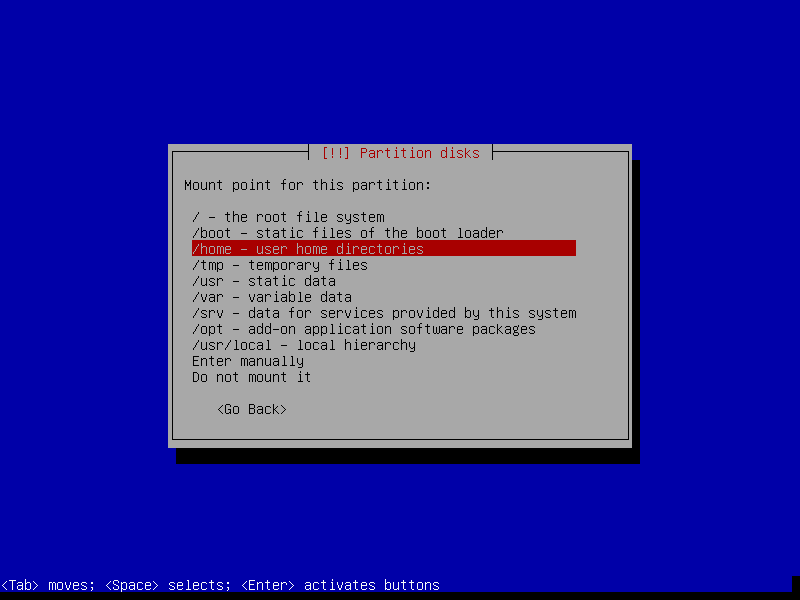 [!!] Partition disks
Mount point for this partition:
/ – the root file system
/boot – static files of the boot loader
/home – user home directories
/tmp – temporary files
/usr – static data
/var – variable data
/srv – data for services provided by this system
/opt – add–on application software packages
/usr/local – local hierarchy
Enter manually
Do not mount it
<Go Back>
<Tab> moves; <Space> selects; <Enter> activates buttons